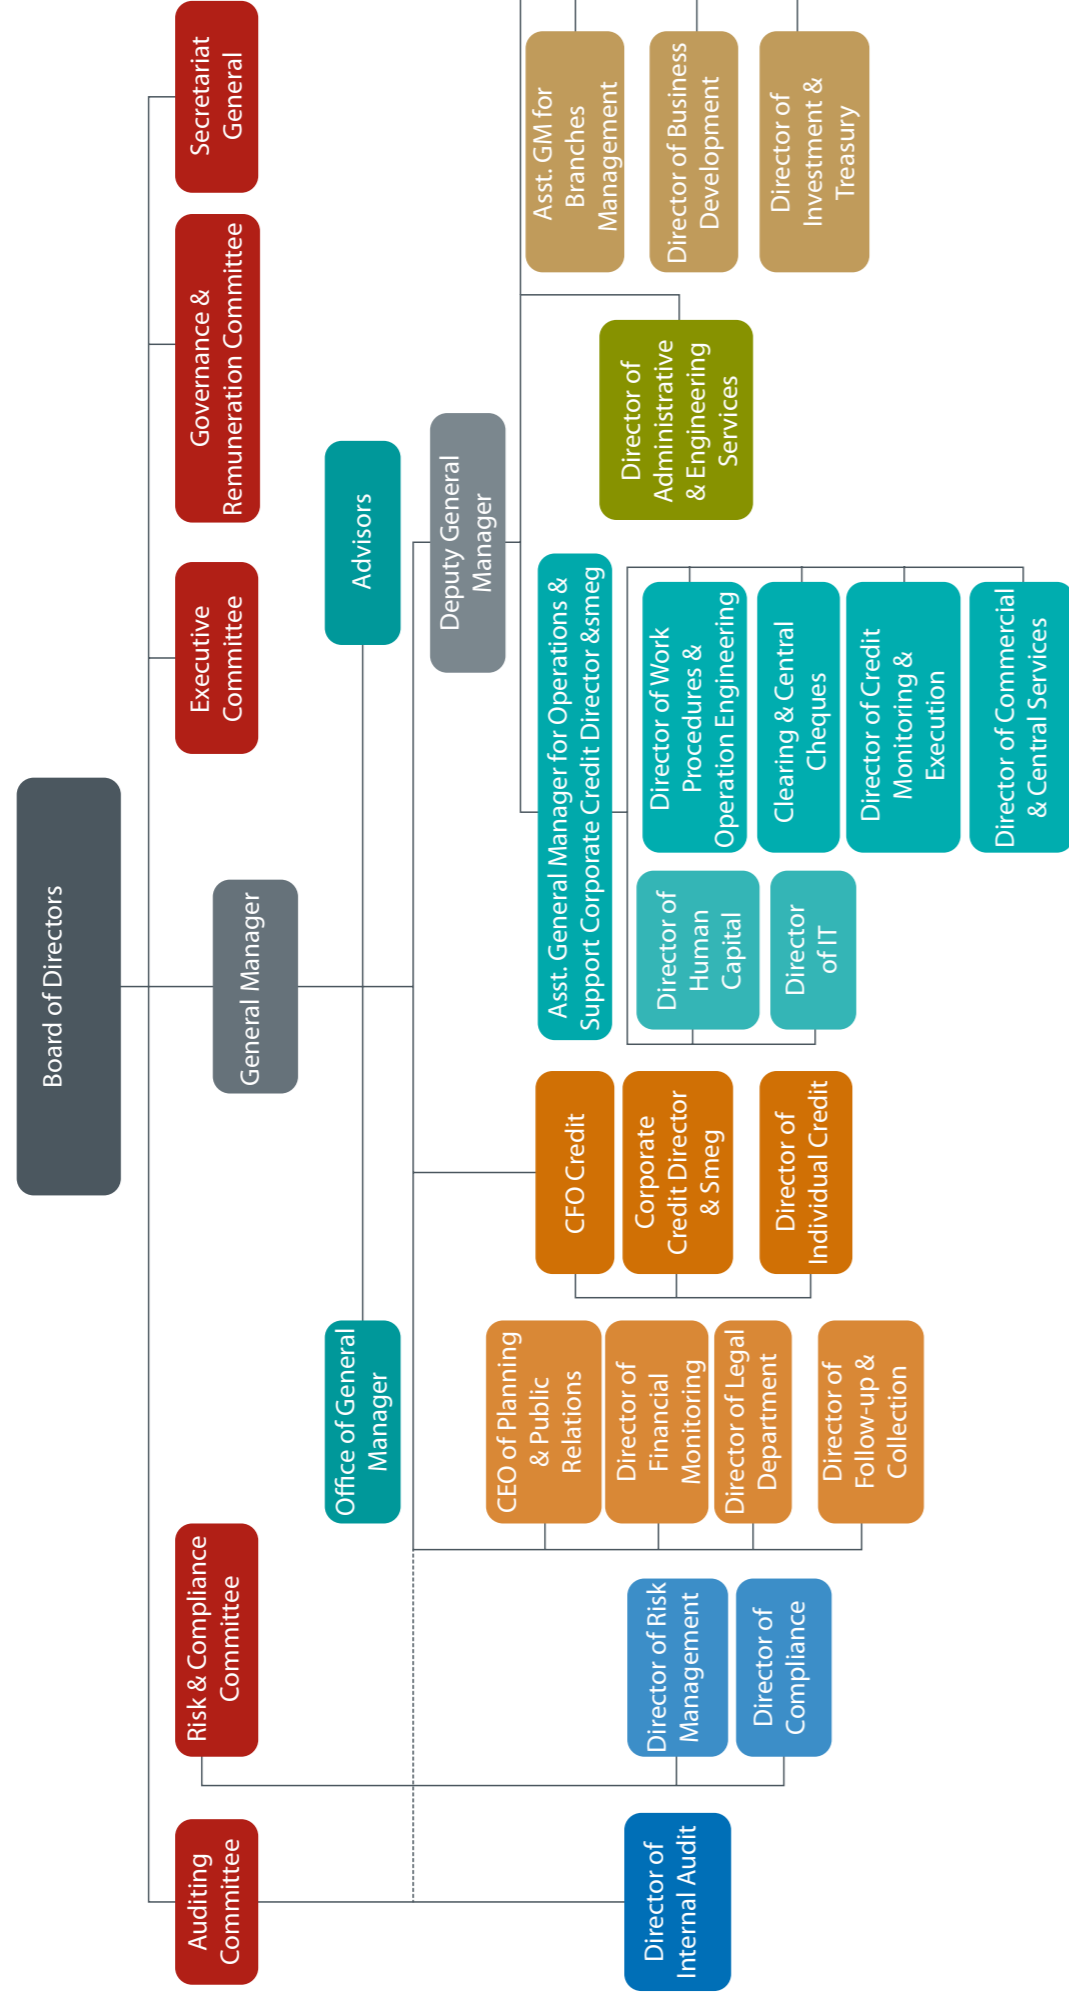 Board of Directors
Auditing
Committee
Risk & Compliance
Committee
Executive
Committee
Governance &
Remuneration Committee
Secretariat
General
General Manager
Office of General
Manager
Advisors
Deputy General
Manager
Director of
Internal Audit
Director of Risk
Management
Director of
Compliance
CEO of Planning
& Public
Relations
Director of
Financial
Monitoring
Director of Legal
Department
Director of
Follow-up &
Collection
CFO Credit
Corporate
Credit Director
& Smeg
Director of
Individual Credit
Asst. General Manager for Operations &
Support Corporate Credit Director &smeg
Director of
Human
Capital
Director
of IT
Director of Work
Procedures &
Operation Engineering
Clearing & Central
Cheques
Director of Credit
Monitoring &
Execution
Director of Commercial
& Central Services
Director of
Administrative
& Engineering
Services
Asst. GM for
Branches
Management
Director of Business
Development
Director of
Investment &
Treasury